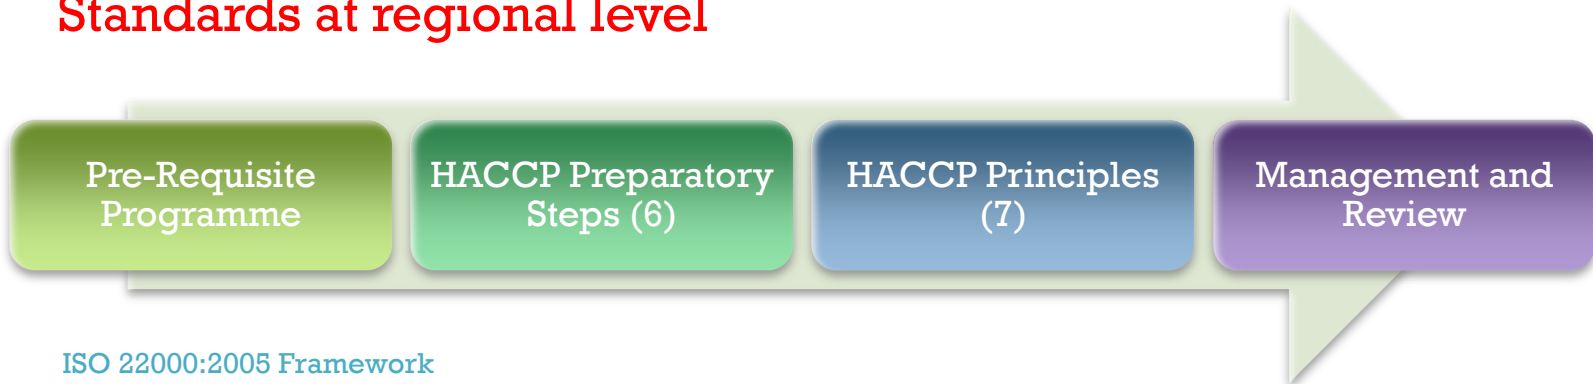 Standards at regional level
Pre-Requisite
Programme
HACCP Preparatory
Steps (6)
HACCP Principles
(7)
Management and
Review
ISO 22000:2005 Framework